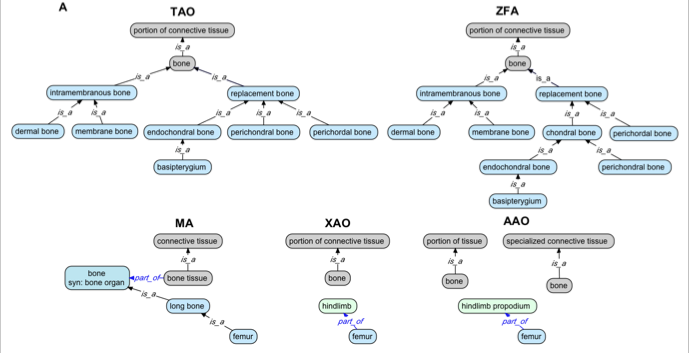 A
TAO
ZFA
portion of connective tissue
portion of connective tissue
is_a
is_a
bone
bone
is_a
is_a
is_a
is_a
intramembranous bone
replacement bone
intramembranous bone
replacement bone
is_a
is_a
is_a
is_a
is_a
is_a
is_a
is_a
is_a
dermal bone
membrane bone
endochondral bone
perichondral bone
perichordal bone
dermal bone
membrane bone
chondral bone
perichordal bone
is_a
is_a
is_a
basipterygium
endochondral bone
perichondral bone
is_a
basipterygium
MA
XAO
AAO
connective tissue
portion of connective tissue
portion of tissue
specialized connective tissue
is_a
is_a
is_a
is_a
bone
syn: bone organ
part_of
bone tissue
bone
bone
bone
is_a
long bone
hindlimb
hindlimb propodium
is_a
part_of
part_of
femur
femur
femur